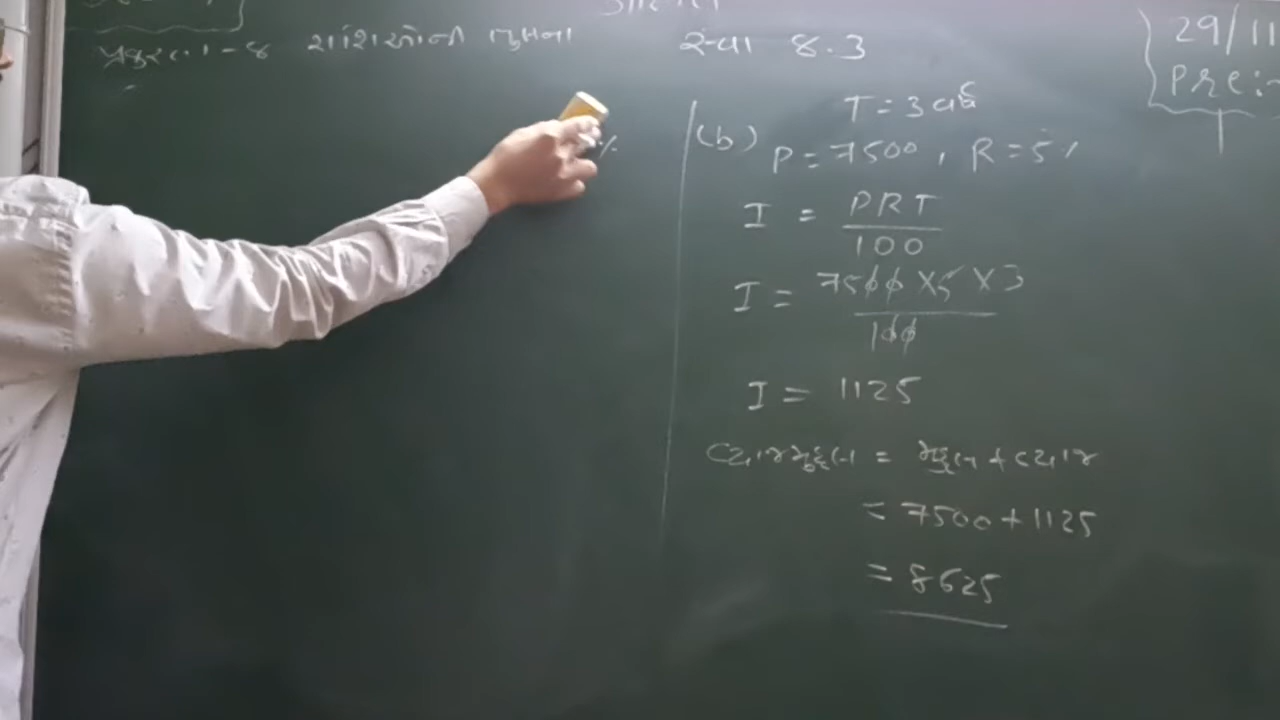 પ્રકરણ - 8 રાશિઓની તુલના
સ્વા 8.3
29/11
Pre:-
%
T = 3 વર્ષ
(b) P = 7500 , R = 5%
I = PRT
100
I = 7500 X 5 X 3
100
I = 1125
વ્યાજમુદ્દલ = મુદ્દલ + વ્યાજ
= 7500 + 1125
= 8625